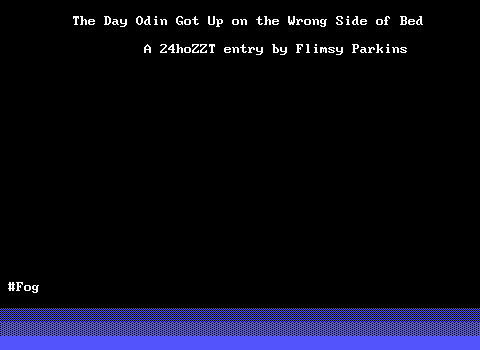 The Day Odin Got Up on the Wrong Side of Bed
A 24hoZZT entry by Flimsy Parkins
#Fog